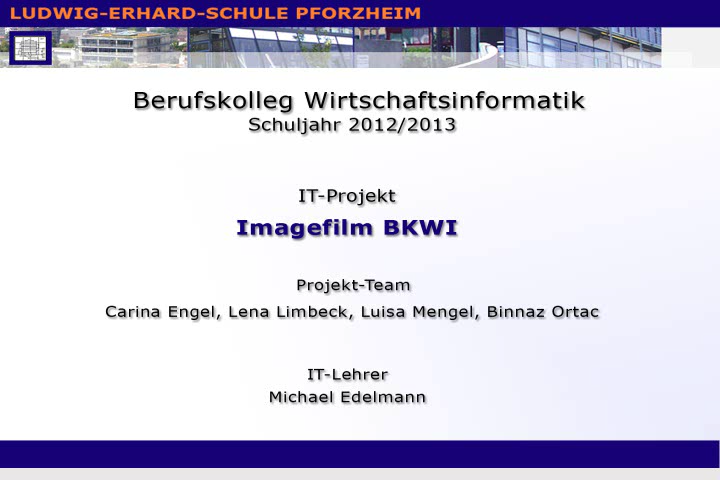 LUDWIG-ERHARD-SCHULE PFORZHEIM
Berufskolleg Wirtschaftsinformatik
Schuljahr 2012/2013
IT-Projekt
Imagefilm BKWI
Projekt-Team
Carina Engel, Lena Limbeck, Luisa Mengel, Binnaz Ortac
IT-Lehrer
Michael Edelmann